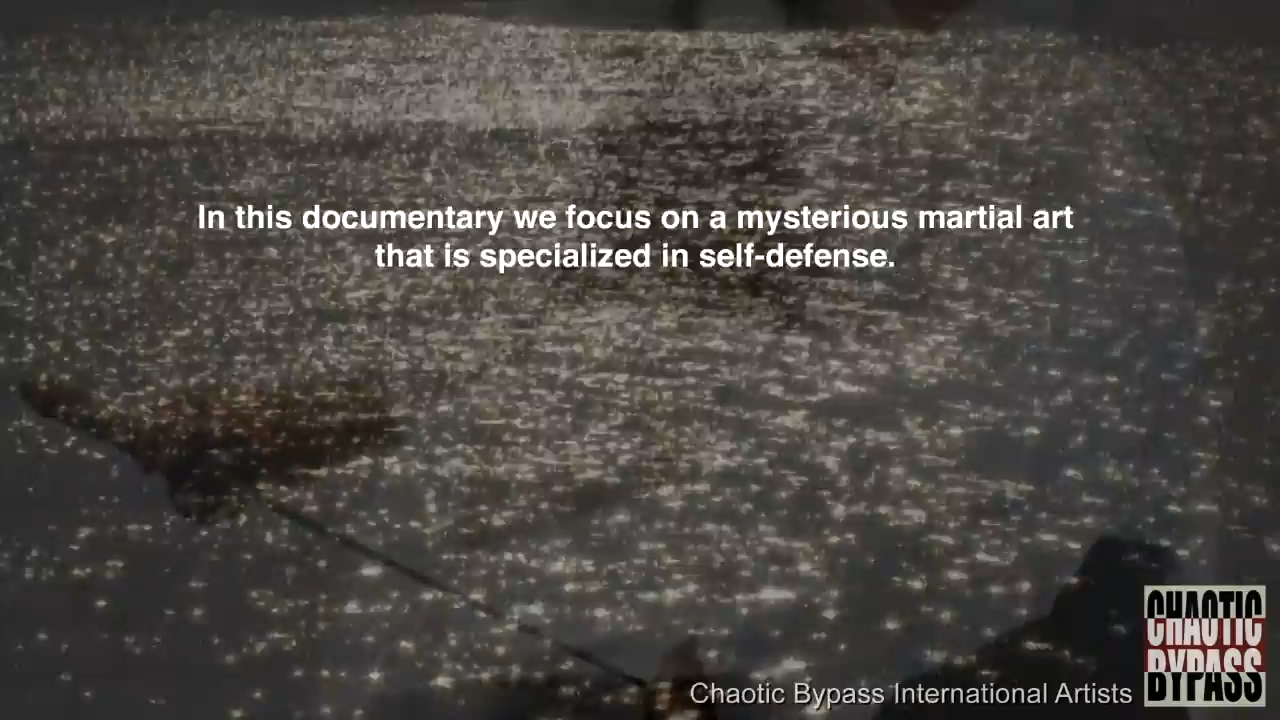 In this documentary we focus on a mysterious martial art
that is specialized in self-defense.
CHAOTIC
BYPASS
Chaotic Bypass International Artists